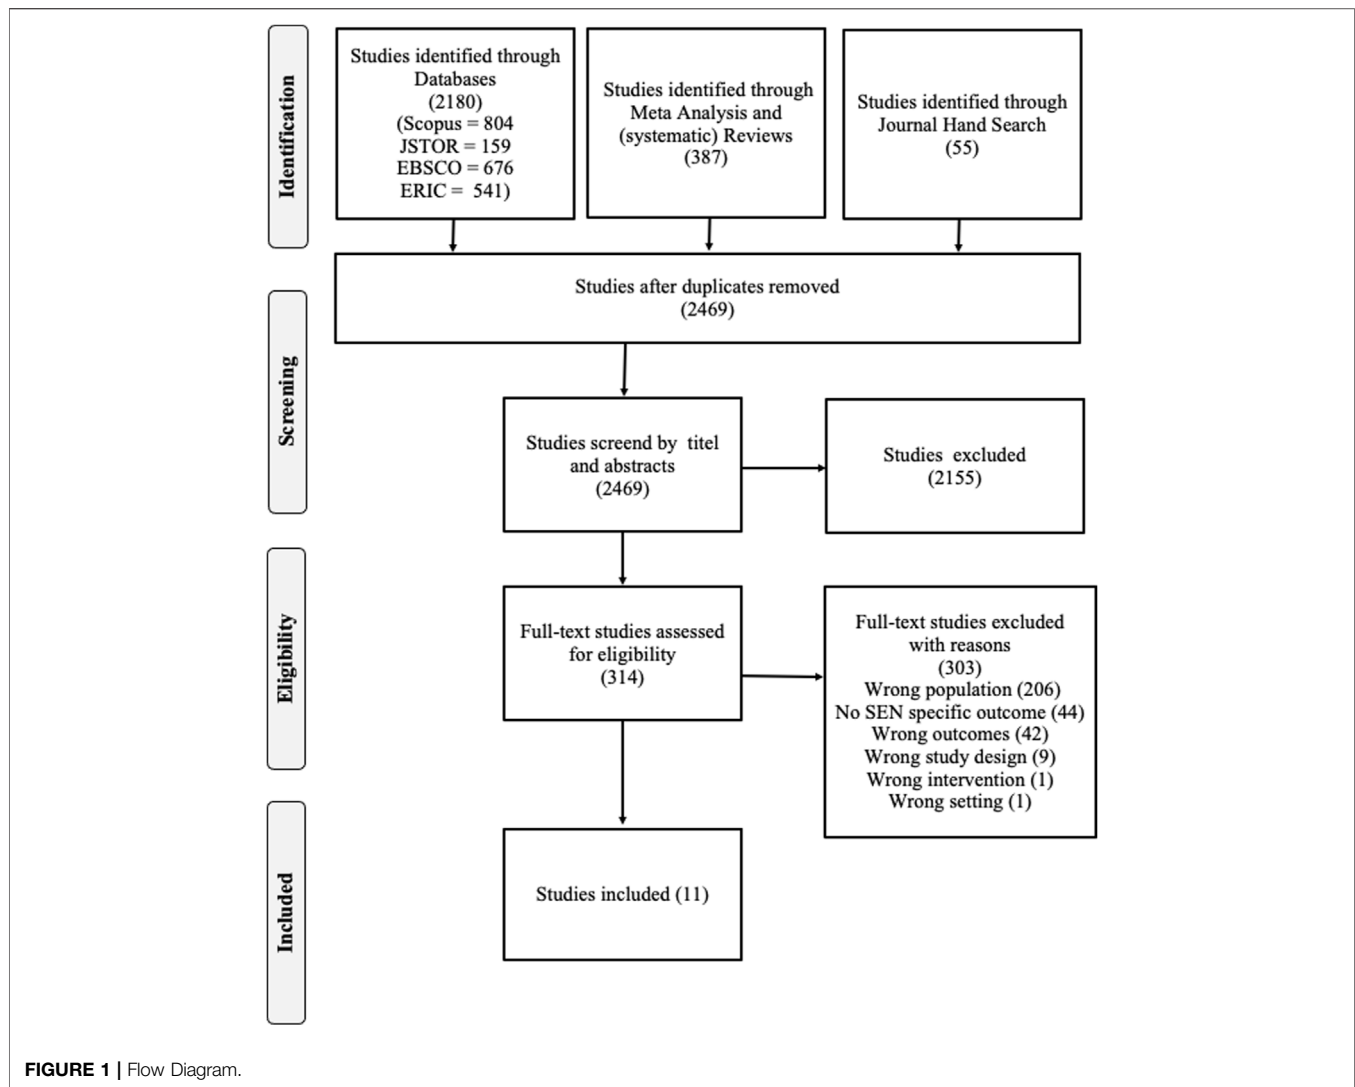 Identification
Studies identified through
Databases
(2180)
(Scopus = 804
JSTOR = 159
EBSCO = 676
ERIC = 541)
Studies identified through
Meta Analysis and
(systematic) Reviews
(387)
Studies identified through
Journal Hand Search
(55)
Screening
Studies after duplicates removed
(2469)
Studies screend by titel
and abstracts
(2469)
Studies excluded
(2155)
Eligibility
Full-text studies assessed
for eligibility
(314)
Full-text studies excluded
with reasons
(303)
Wrong population (206)
No SEN specific outcome (44)
Wrong outcomes (42)
Wrong study design (9)
Wrong intervention (1)
Wrong setting (1)
Included
Studies included (11)
FIGURE 1 | Flow Diagram.